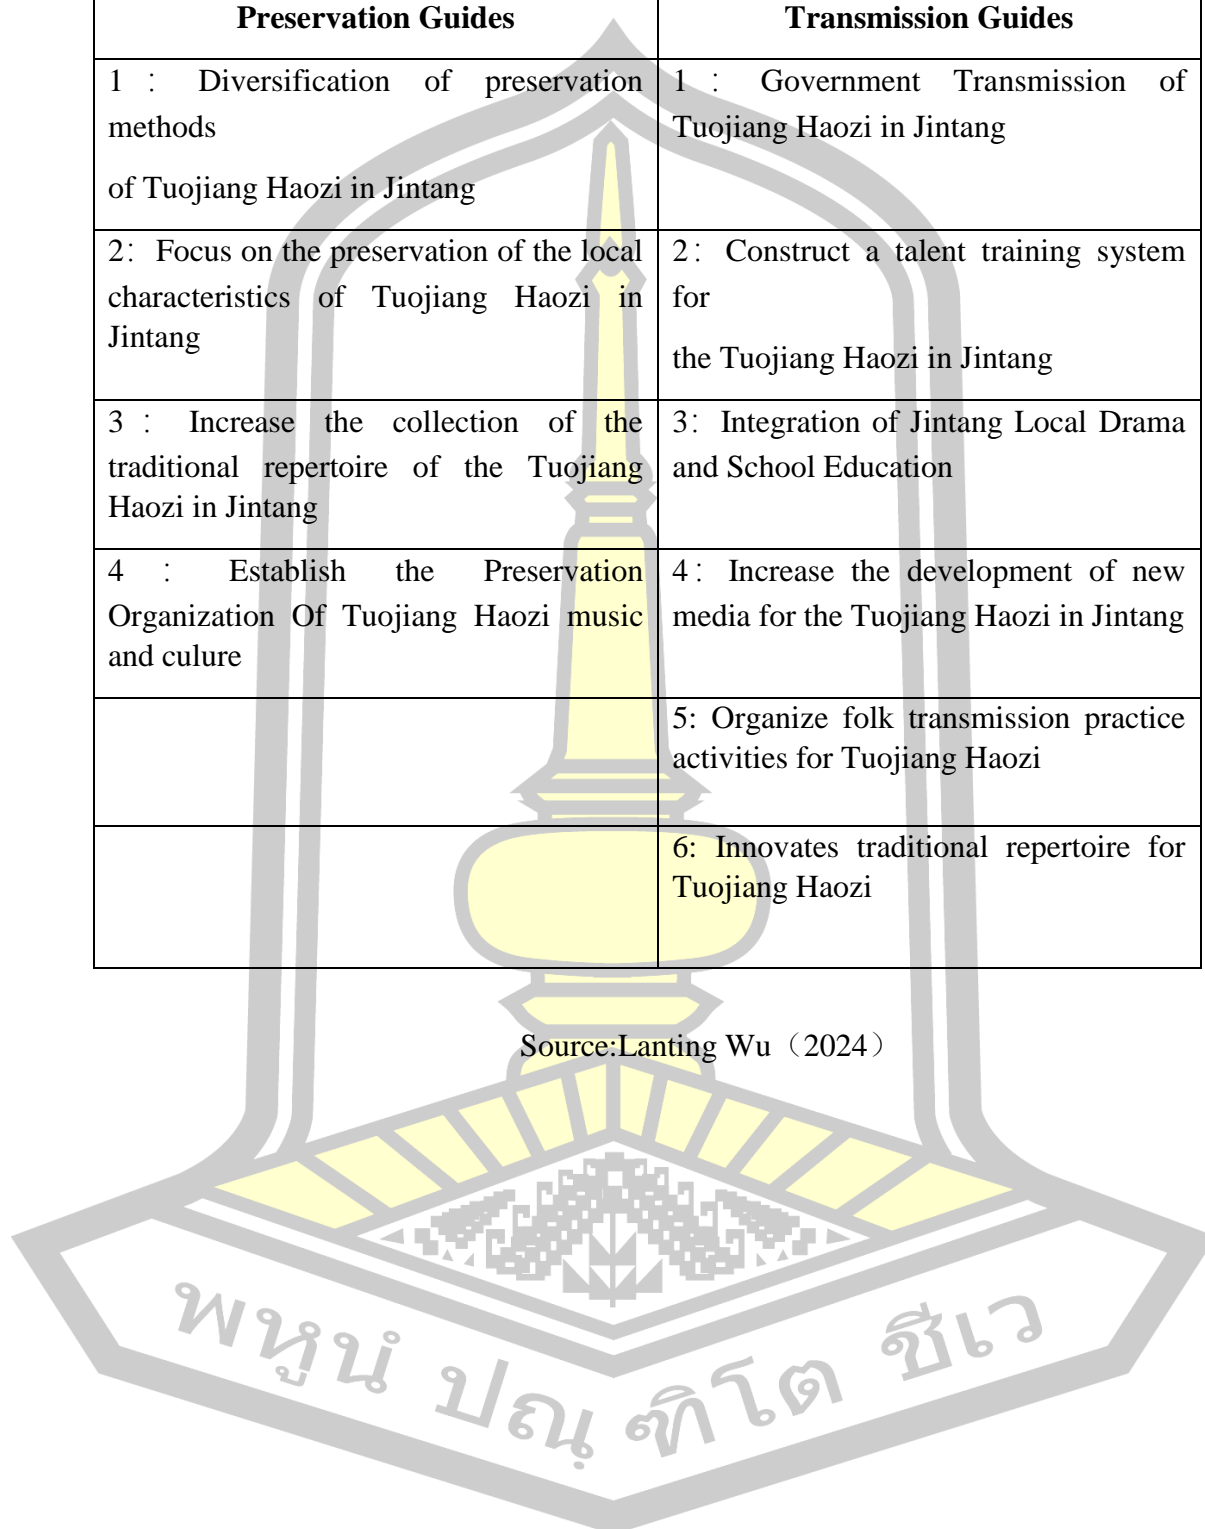 Preservation Guides
Transmission Guides
1 ： Diversification of preservation
methods
of Tuojiang Haozi in Jintang
1 ： Government Transmission of
Tuojiang Haozi in Jintang
2： Focus on the preservation of the local
characteristics of Tuojiang Haozi in
Jintang
2： Construct a talent training system
for
the Tuojiang Haozi in Jintang
3 ： Increase the collection of the
traditional repertoire of the Tuojiang
Haozi in Jintang
3： Integration of Jintang Local Drama
and School Education
4 ： Establish the Preservation
Organization Of Tuojiang Haozi music
and culure
4： Increase the development of new
media for the Tuojiang Haozi in Jintang
5: Organize folk transmission practice
activities for Tuojiang Haozi
6: Innovates traditional repertoire for
Tuojiang Haozi
Source:Lanting Wu（2024）
พหูนํ ปณฺฑิโต ชีเว